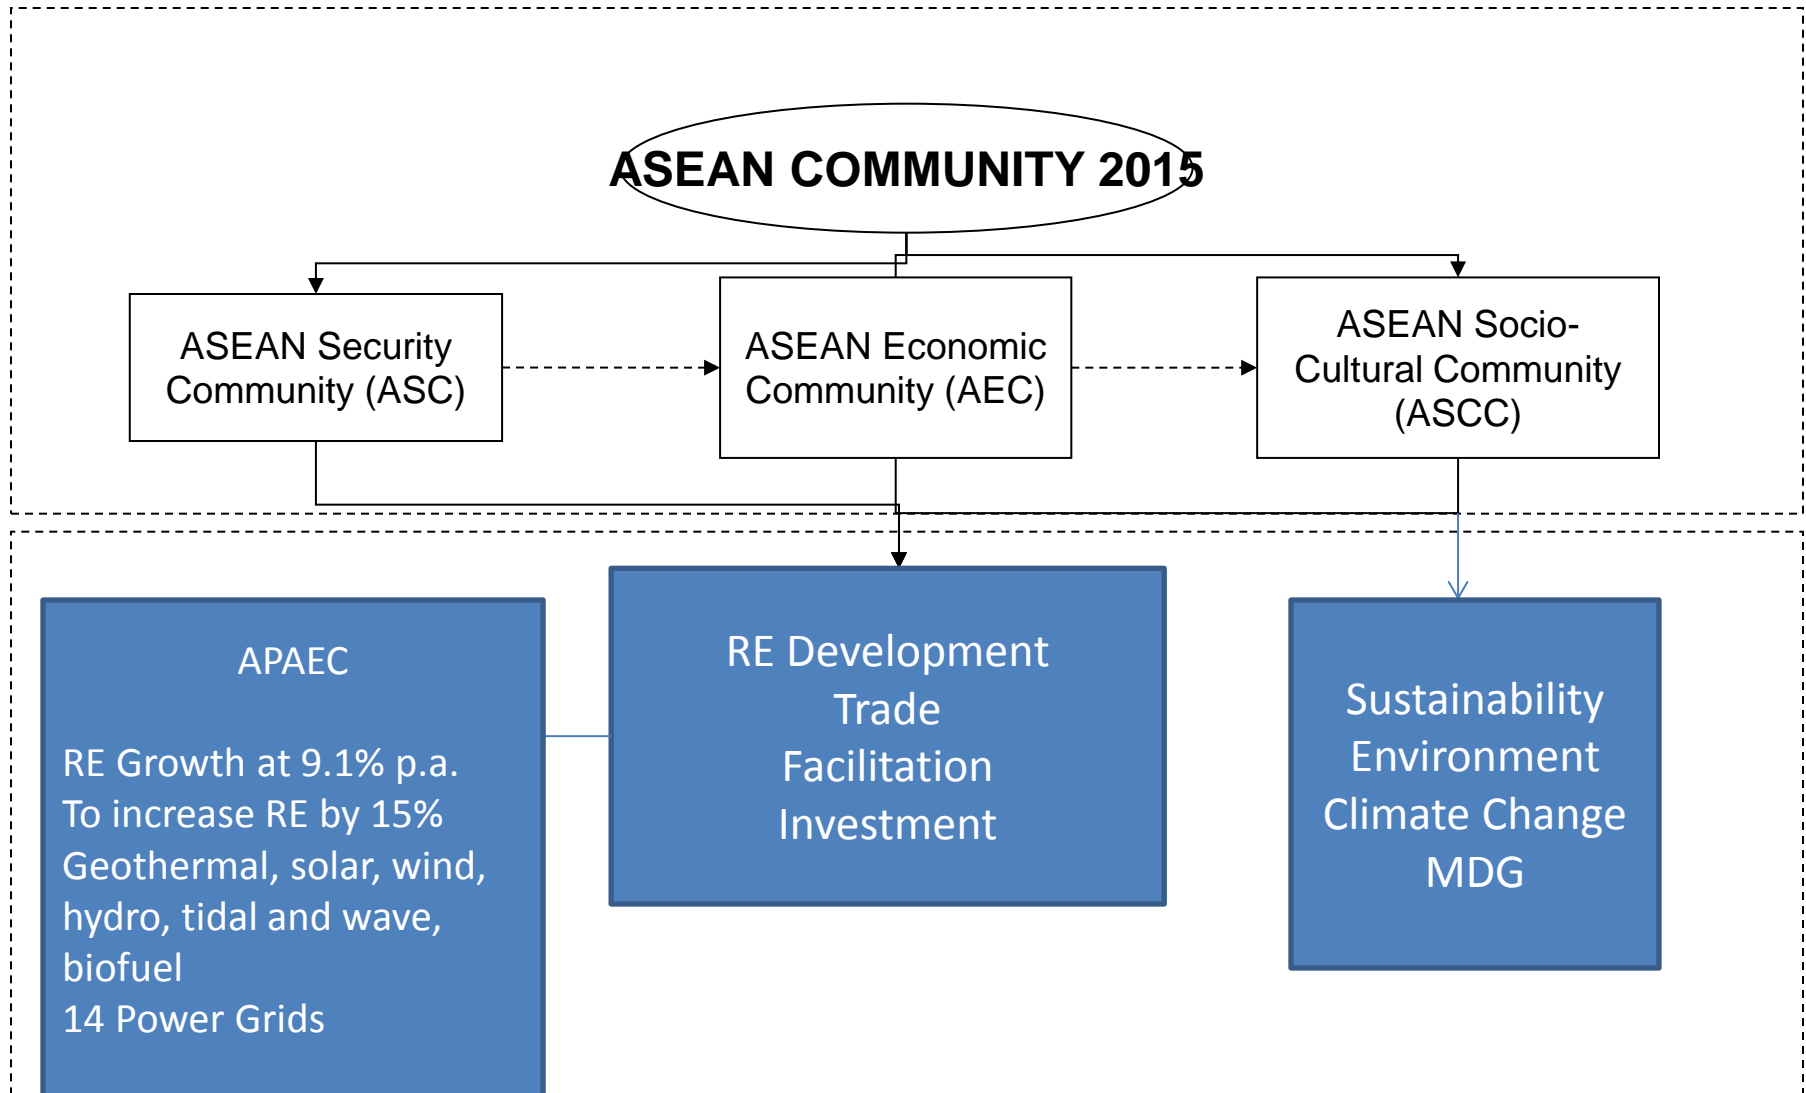 ASEAN COMMUNITY 2015
ASEAN Security
Community (ASC)
ASEAN Economic
Community (AEC)
ASEAN Socio-
Cultural Community
(ASCC)
APAEC
RE Growth at 9.1% p.a.
To increase RE by 15%
Geothermal, solar, wind,
hydro, tidal and wave,
biofuel
14 Power Grids
RE Development
Trade
Facilitation
Investment
Sustainability
Environment
Climate Change
MDG